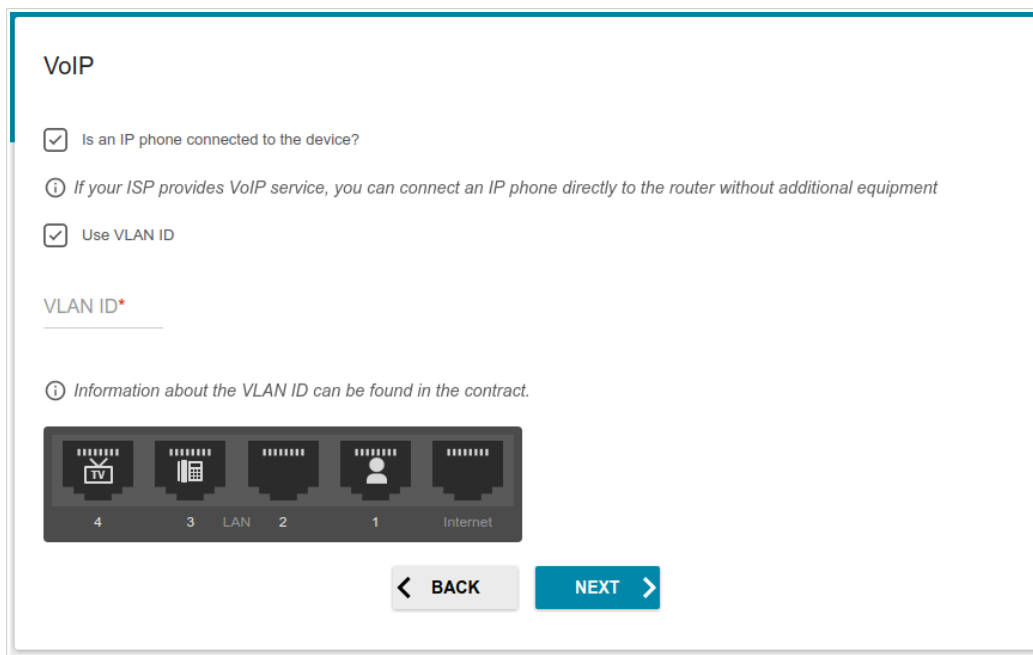 VoIP
Is an IP phone connected to the device?
If your ISP provides VoIP service, you can connect an IP phone directly to the router without additional equipment
Use VLAN ID
VLAN ID*
Information about the VLAN ID can be found in the contract.
TV
4 3 LAN 2 1 Internet
BACK NEXT